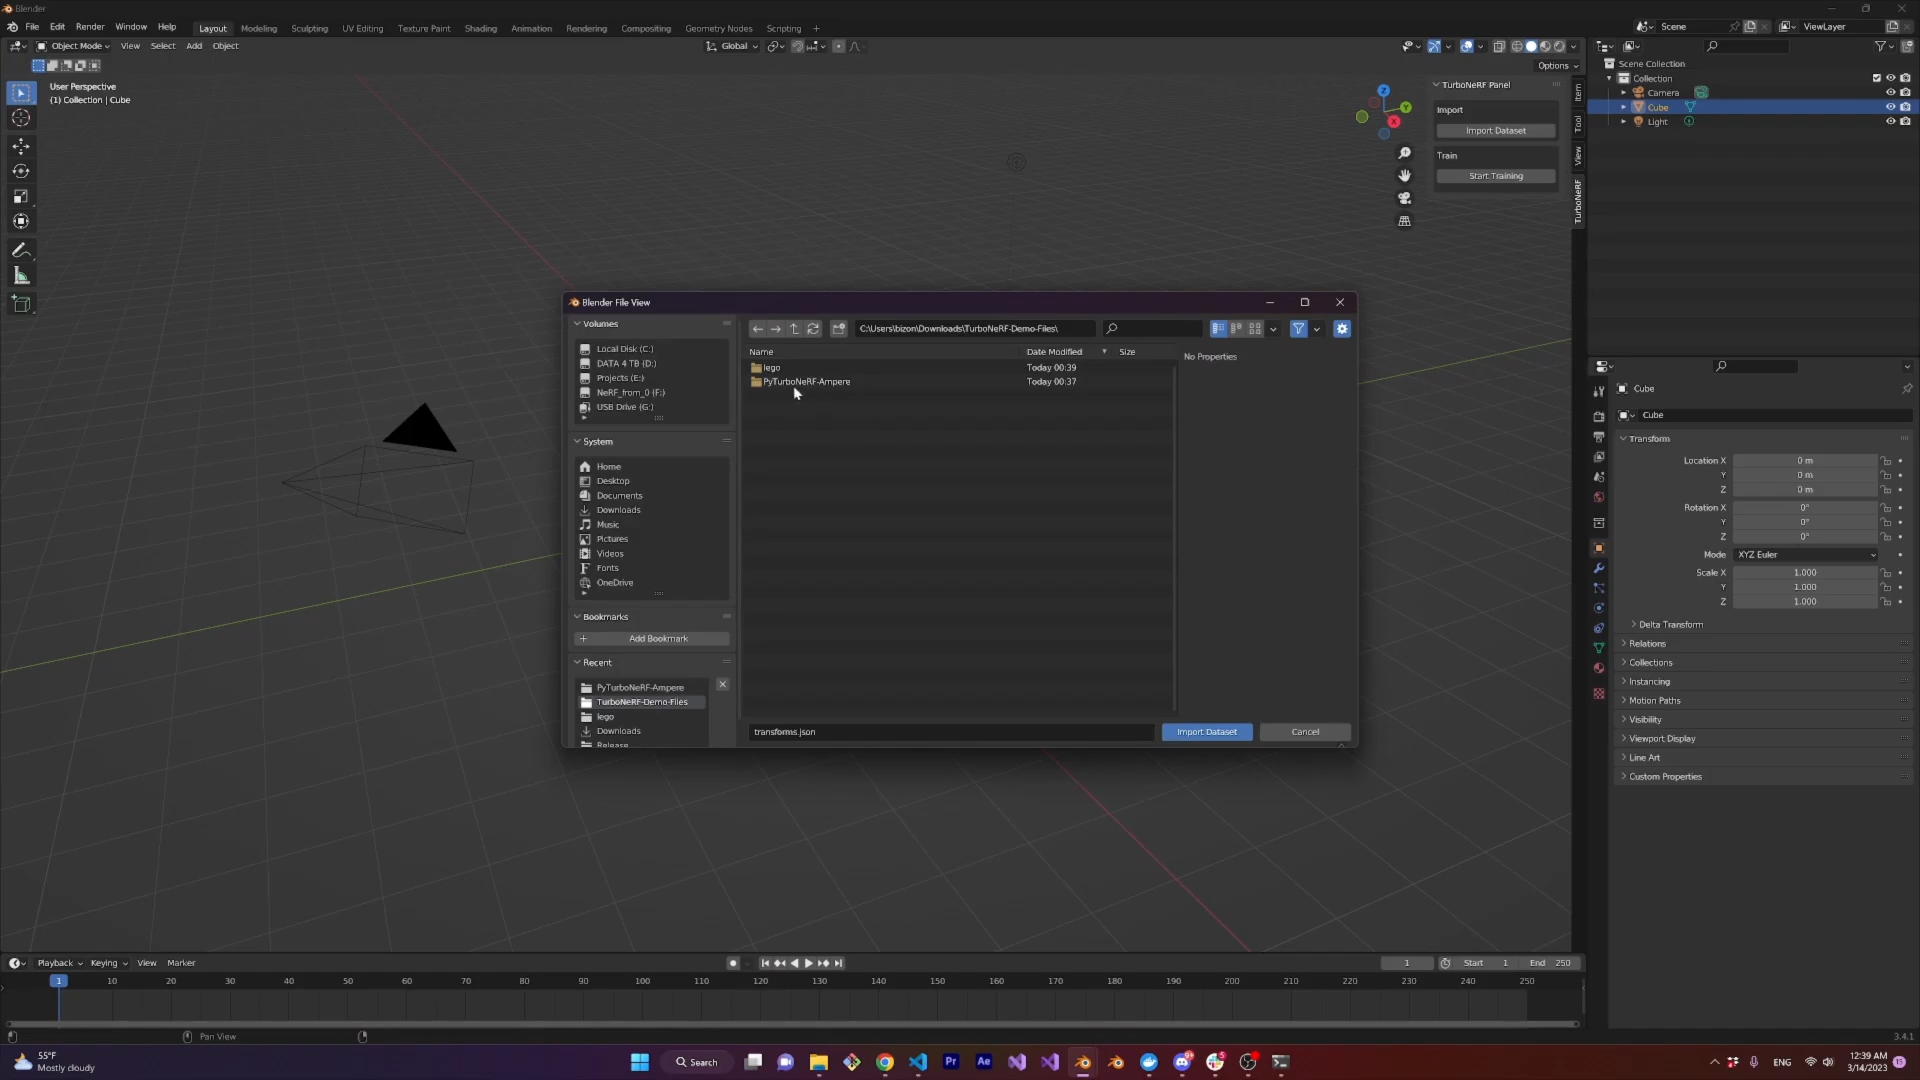 Blender
File Edit Render Window Help Layout Modeling Sculpting UV Editing Texture Paint Shading Animation Rendering Compositing Geometry Nodes Scripting + Scene ViewLayer
Object Mode View Select Add Object Global
Options
User Perspective
(1) Collection | Cube
Z
Y
X
TurboNeRF Panel
Import
Import Dataset
Train
Start Training
Item
Tool
View
TurboNeRF
Scene Collection
Collection
Camera
Cube
Light
Blender File View
Volumes
Local Disk (C:)
DATA 4 TB (D:)
Projects (E:)
NeRF_from_0 (F:)
USB Drive (G:)
System
Home
Desktop
Documents
Downloads
Music
Pictures
Videos
Fonts
OneDrive
Bookmarks
Add Bookmark
Recent
PyTurboNeRF-Ampere
TurboNeRF-Demo-Files
lego
Downloads
Release
C:\Users\bizon\Downloads\TurboNeRF-Demo-Files\
Name Date Modified Size
lego Today 00:39
PyTurboNeRF-Ampere Today 00:37
No Properties
transforms.json
Import Dataset Cancel
Cube
Cube
Transform
Location X 0 m
Y 0 m
Z 0 m
Rotation X 0°
Y 0°
Z 0°
Mode XYZ Euler
Scale X 1.000
Y 1.000
Z 1.000
Delta Transform
Relations
Collections
Instancing
Motion Paths
Visibility
Viewport Display
Line Art
Custom Properties
Playback Keying View Marker 1 Start 1 End 250
1 10 20 30 40 50 60 70 80 90 100 110 120 130 140 150 160 170 180 190 200 210 220 230 240 250
Pan View 3.4.1
55°F
Mostly cloudy
Search
Pr
Ae
ENG
12:39 AM
3/14/2023
15